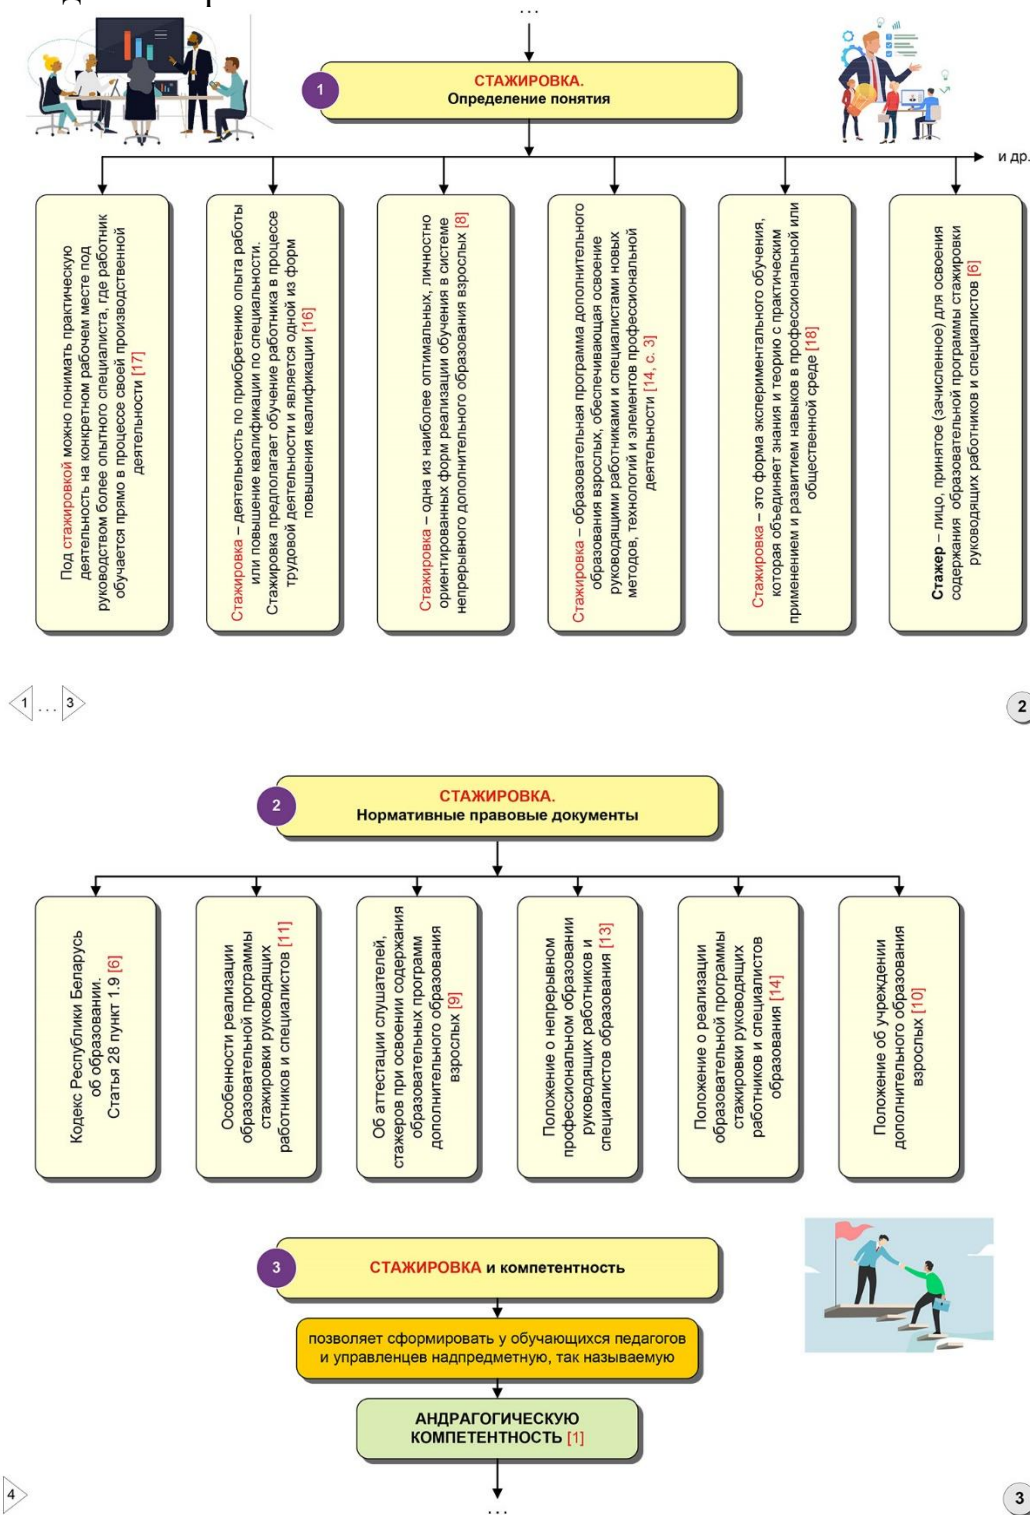 ...
1
СТАЖИРОВКА.
Определение понятия
и др.
Под стажировкой можно понимать практическую
деятельность на конкретном рабочем месте под
руководством более опытного специалиста, где работник
обучается прямо в процессе своей производственной
деятельности [17]
Стажировка – деятельность по приобретению опыта работы
или повышение квалификации по специальности.
Стажировка предполагает обучение работника в процессе
трудовой деятельности и является одной из форм
повышения квалификации [16]
Стажировка – одна из наиболее оптимальных, личностно
ориентированных форм реализации обучения в системе
непрерывного дополнительного образования взрослых [8]
Стажировка – образовательная программа дополнительного
образования взрослых, обеспечивающая освоение
руководящими работниками и специалистами новых
методов, технологий и элементов профессиональной
деятельности [14, с. 3]
Стажировка – это форма экспериментального обучения,
которая объединяет знания и теорию с практическим
применением и развитием навыков в профессиональной или
общественной среде [18]
Стажер – лицо, принятое (зачисленное) для освоения
содержания образовательной программы стажировки
руководящих работников и специалистов [6]
1 ... 3
2
2
СТАЖИРОВКА.
Нормативные правовые документы
Кодекс Республики Беларусь
об образовании.
Статья 28 пункт 1.9 [6]
Особенности реализации
образовательной программы
стажировки руководящих
работников и специалистов [11]
Об аттестации слушателей,
стажеров при освоении содержания
образовательных программ
дополнительного образования
взрослых [9]
Положение о непрерывном
профессиональном образовании
руководящих работников и
специалистов образования [13]
Положение о реализации
образовательной программы
стажировки руководящих
работников и специалистов
образования [14]
Положение об учреждении
дополнительного образования
взрослых [10]
3
СТАЖИРОВКА и компетентность
позволяет сформировать у обучающихся педагогов
и управленцев надпредметную, так называемую
АНДРАГОГИЧЕСКУЮ
КОМПЕТЕНТНОСТЬ [1]
4
...
3